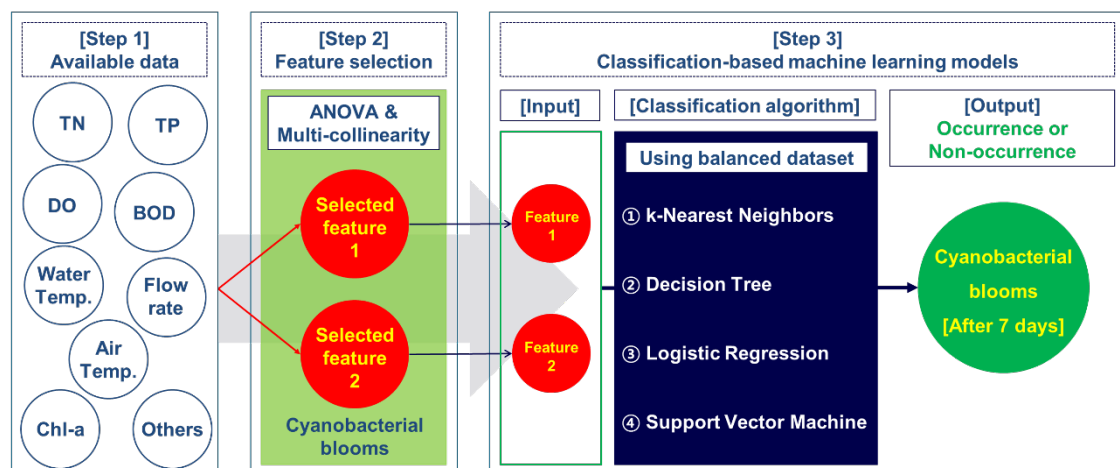 [Step 1]
Available data
TN
TP
DO
BOD
Water
Temp.
Flow
rate
Air
Temp.
Chl-a
Others
[Step 2]
Feature selection
ANOVA &
Multi-collinearity
Selected
feature
1
Selected
feature
2
Cyanobacterial
blooms
[Step 3]
Classification-based machine learning models
[Input]
Feature
1
Feature
2
[Classification algorithm]
Using balanced dataset
① k-Nearest Neighbors
② Decision Tree
③ Logistic Regression
④ Support Vector Machine
[Output]
Occurrence or
Non-occurrence
Cyanobacterial
blooms
[After 7 days]